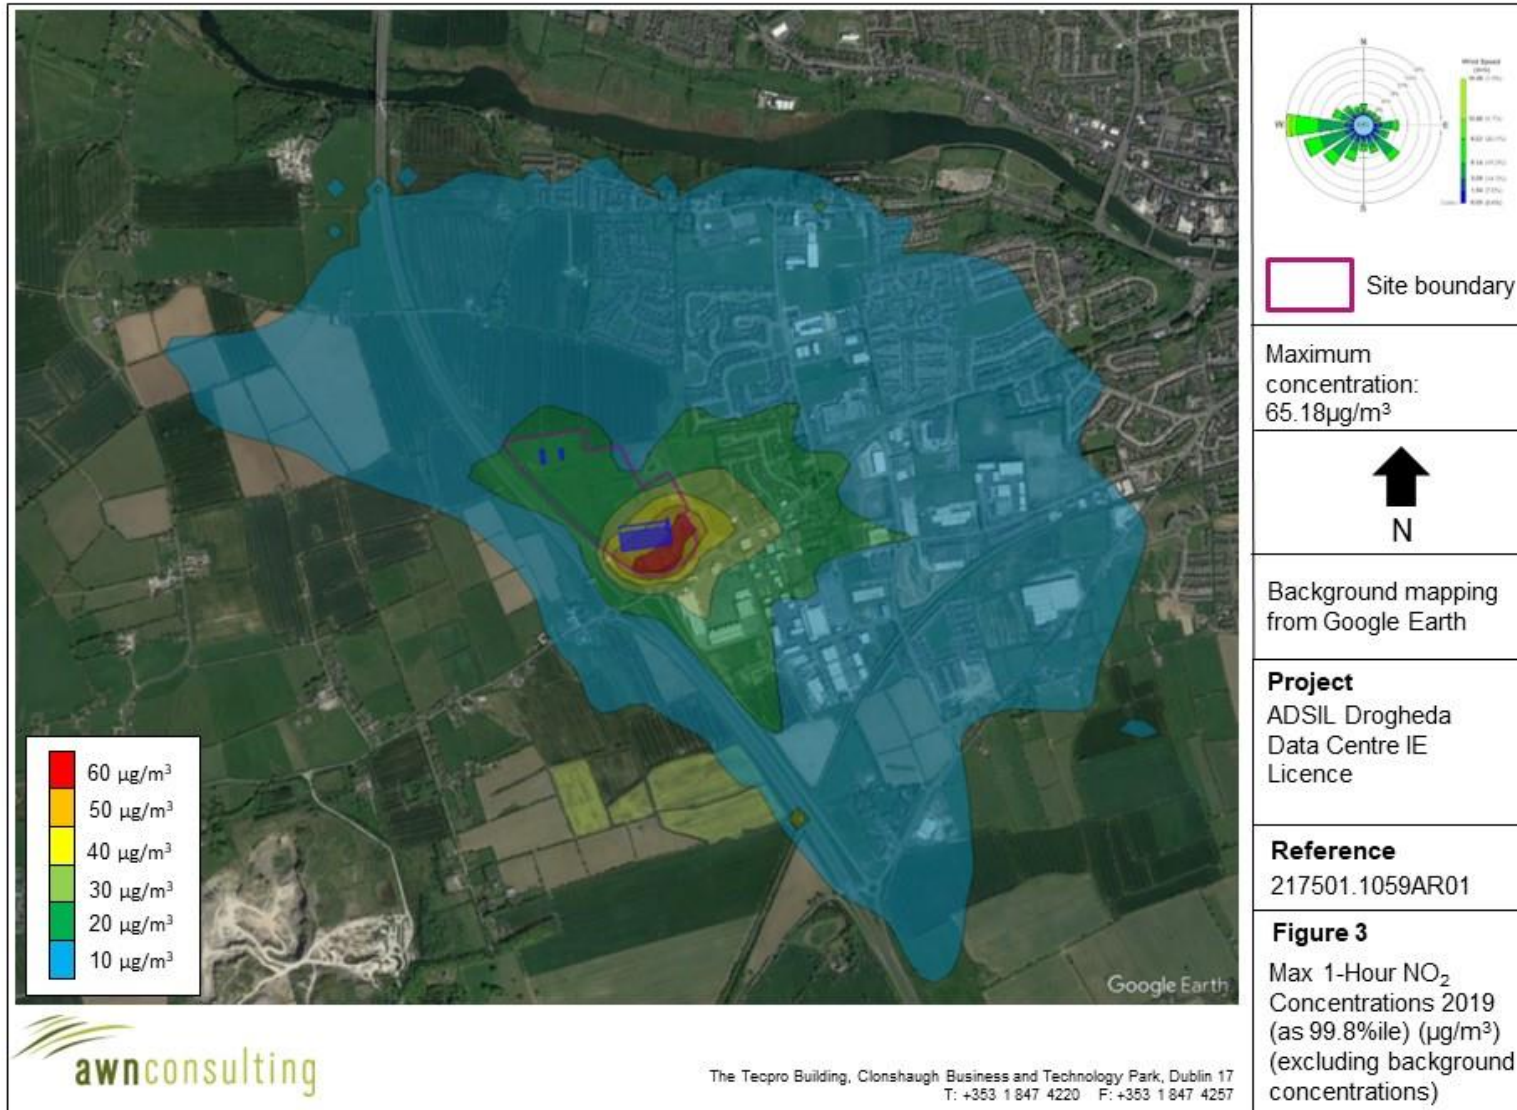 N
W
E
S
Wind Speed
Site boundary
Maximum
concentration:
65.18µg/m³
N
Background mapping
from Google Earth
Project
ADSIL Drogheda
Data Centre IE
Licence
Reference
217501.1059AR01
Figure 3
Max 1-Hour NO₂
Concentrations 2019
(as 99.8%ile) (µg/m³)
(excluding background
concentrations)
60 µg/m³
50 µg/m³
40 µg/m³
30 µg/m³
20 µg/m³
10 µg/m³
Google Earth
awnconsulting
The Tecpro Building, Clonshaugh Business and Technology Park, Dublin 17
T: +353 1 847 4220 F: +353 1 847 4257